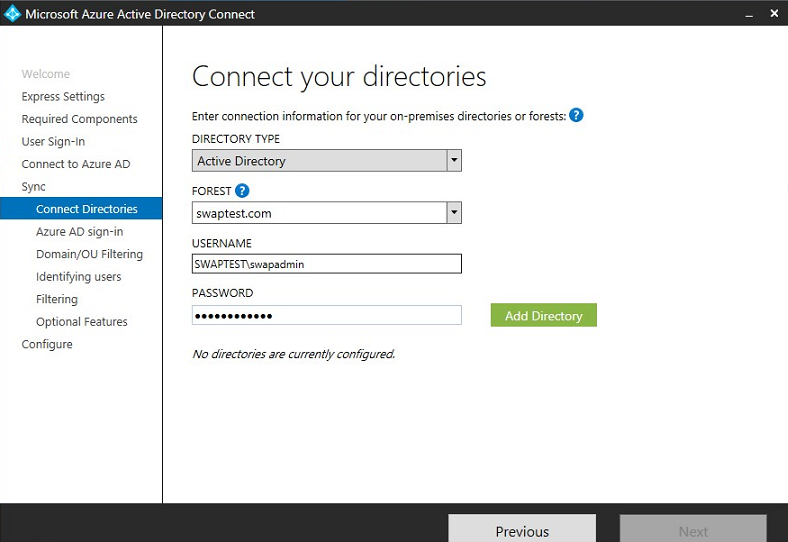 Microsoft Azure Active Directory Connect
Welcome
Express Settings
Required Components
User Sign-In
Connect to Azure AD
Sync
Connect Directories
Azure AD sign-in
Domain/OU Filtering
Identifying users
Filtering
Optional Features
Configure
Connect your directories
Enter connection information for your on-premises directories or forests: ?
DIRECTORY TYPE
Active Directory
FOREST ?
swaptest.com
USERNAME
SWAPTEST\swapadmin
PASSWORD
●●●●●●●●●●●●
Add Directory
No directories are currently configured.
Previous
Next